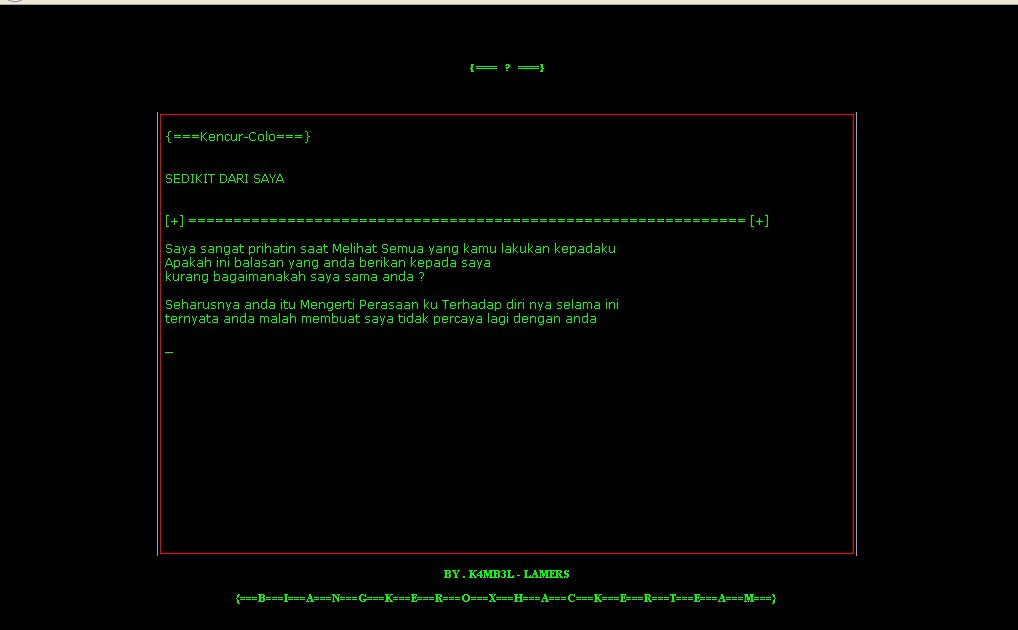 {=== ? ===}
{===Kencur-Colo===}
SEDIKIT DARI SAYA
[+] ============================================================== [+]
Saya sangat prihatin saat Melihat Semua yang kamu lakukan kepadaku
Apakah ini balasan yang anda berikan kepada saya
kurang bagaimanakah saya sama anda ?
Seharusnya anda itu Mengerti Perasaan ku Terhadap diri nya selama ini
ternyata anda malah membuat saya tidak percaya lagi dengan anda
_
BY . K4MB3L - LAMERS
{===B===I===A===N===G===K===E===R===O===X===H===A===C===K===E===R===T===E===A===M===}